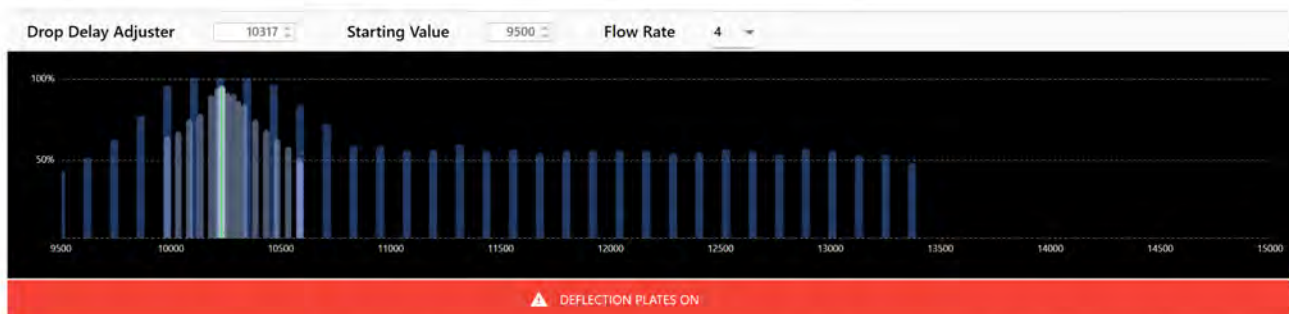 Drop Delay Adjuster 10317 Starting Value 9500 Flow Rate 4
100%
50%
9500 10000 10500 11000 11500 12000 12500 13000 13500 14000 14500 15000
DEFLECTION PLATES ON